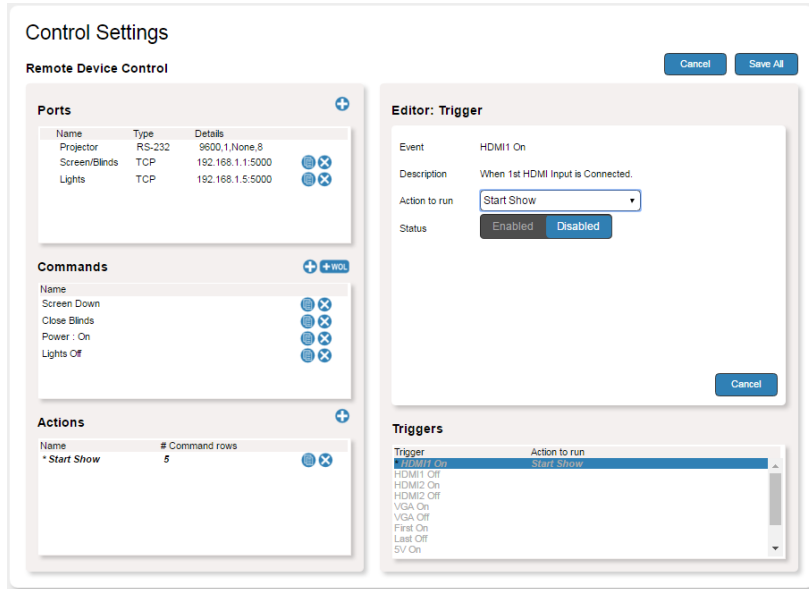 Control Settings
Remote Device Control
Cancel Save All
Ports
Name Type Details
Projector RS-232 9600,1,None,8
Screen/Blinds TCP 192.168.1.1:5000
Lights TCP 192.168.1.5:5000
Commands
+WOL
Name
Screen Down
Close Blinds
Power : On
Lights Off
Actions
Name # Command rows
* Start Show 5
Editor: Trigger
Event HDMI1 On
Description When 1st HDMI Input is Connected.
Action to run Start Show
Status Enabled Disabled
Cancel
Triggers
Trigger Action to run
* HDMI1 On Start Show
HDMI1 Off
HDMI2 On
HDMI2 Off
VGA On
VGA Off
First On
Last Off
5V On